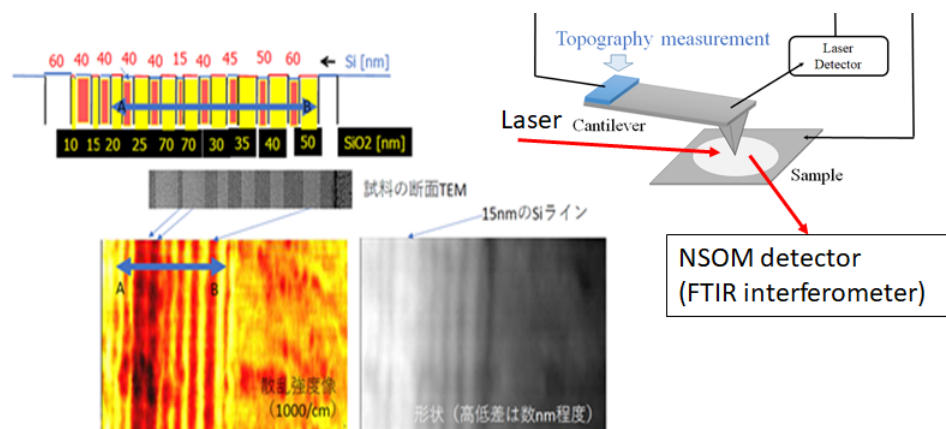 60 40 40 40 40 15 40 45 50 60 Si [nm]
A B
10 15 20 25 70 70 30 35 40 50 SiO2 [nm]
試料の断面TEM
15nmのSiライン
A B
散乱強度像
(1000/cm)
形状（高低差は数nm程度）
Topography measurement
Laser
Detector
Laser
Cantilever
Sample
NSOM detector
(FTIR interferometer)